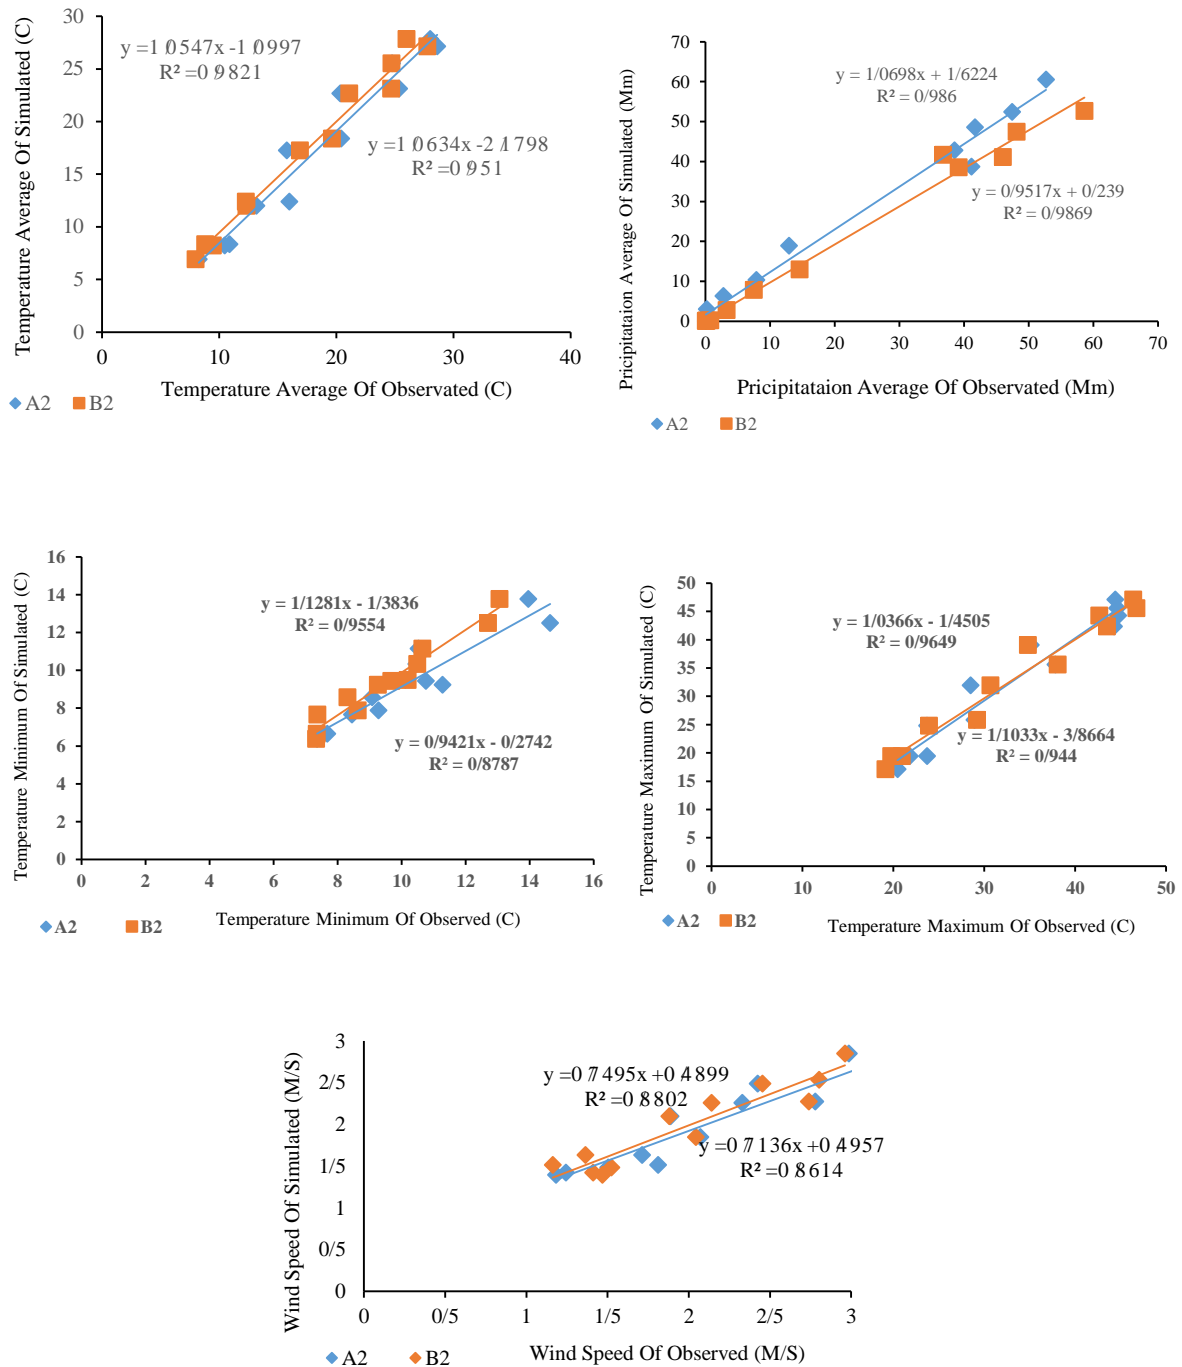 Temperature Average Of Simulated (C)
30
25
20
15
10
5
0
y =1/0547x -1/0997
R² =0/9821
y =1/0634x -2/1798
R² =0/951
0 10 20 30 40
Temperature Average Of Observated (C)
A2 B2
Pricipitataion Average Of Simulated (Mm)
70
60
50
40
30
20
10
0
y = 1/0698x + 1/6224
R² = 0/986
y = 0/9517x + 0/239
R² = 0/9869
0 10 20 30 40 50 60 70
Pricipitataion Average Of Observated (Mm)
A2 B2
Temperature Minimum Of Simulated (C)
16
14
12
10
8
6
4
2
0
y = 1/1281x - 1/3836
R² = 0/9554
y = 0/9421x - 0/2742
R² = 0/8787
0 2 4 6 8 10 12 14 16
Temperature Minimum Of Observed (C)
A2 B2
Temperature Maximum Of Simulated (C)
50
45
40
35
30
25
20
15
10
5
0
y = 1/0366x - 1/4505
R² = 0/9649
y = 1/1033x - 3/8664
R² = 0/944
0 10 20 30 40 50
Temperature Maximum Of Observed (C)
A2 B2
Wind Speed Of Simulated (M/S)
3
2/5
2
1/5
1
0/5
0
y =0/7495x +0/4899
R² =0/8802
y =0/7136x +0/4957
R² =0/8614
0 0/5 1 1/5 2 2/5 3
Wind Speed Of Observed (M/S)
A2 B2